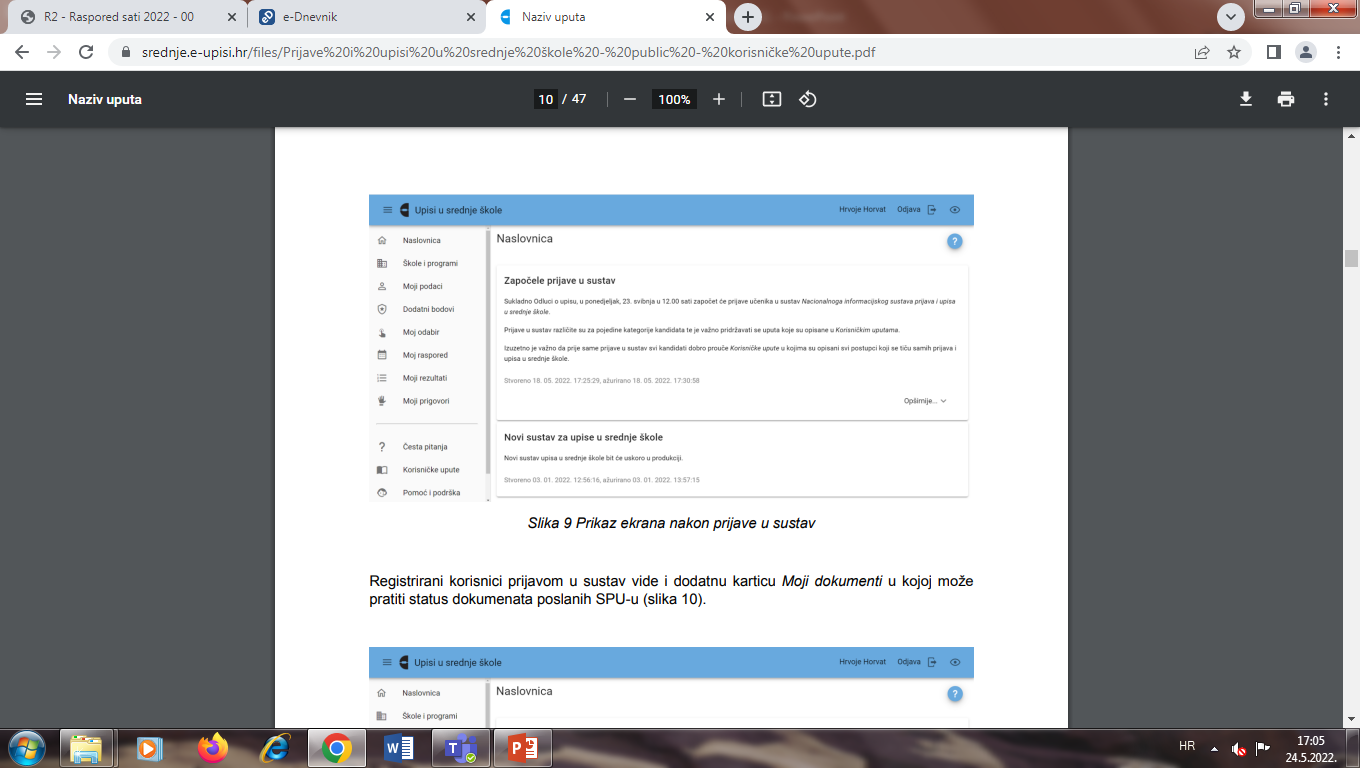 R2 - Raspored sati 2022 - 00
e-Dnevnik
Naziv uputa
srednje.e-upisi.hr/files/Prijave%20i%20upisi%20u%20srednje%20škole%20-%20public%20-%20korisničke%20upute.pdf
Naziv uputa
10 / 47
100%
Upisi u srednje škole
Hrvoje Horvat
Odjava
Naslovnica
Škole i programi
Moji podaci
Dodatni bodovi
Moj odabir
Moj raspored
Moji rezultati
Moji prigovori
Česta pitanja
Korisničke upute
Pomoć i podrška
Naslovnica
?
Započele prijave u sustav
Sukladno Odluci o upisu, u ponedjeljak, 23. svibnja u 12.00 sati započet će prijave učenika u sustav Nacionalnoga informacijskog sustava prijava i upisa
u srednje škole.
Prijave u sustav različite su za pojedine kategorije kandidata te je važno pridržavati se uputa koje su opisane u Korisničkim uputama.
Izuzetno je važno da prije same prijave u sustav svi kandidati dobro prouče Korisničke upute u kojima su opisani svi postupci koji se tiču samih prijava i
upisa u srednje škole.
Stvoreno 18. 05. 2022. 17:25:29, ažurirano 18. 05. 2022. 17:30:58
Opširnije...
Novi sustav za upise u srednje škole
Novi sustav upisa u srednje škole bit će uskoro u produkciji.
Stvoreno 03. 01. 2022. 12:56:16, ažurirano 03. 01. 2022. 13:57:15
Slika 9 Prikaz ekrana nakon prijave u sustav
Registrirani korisnici prijavom u sustav vide i dodatnu karticu Moji dokumenti u kojoj može
pratiti status dokumenata poslanih SPU-u (slika 10).
Upisi u srednje škole
Hrvoje Horvat
Odjava
Naslovnica
Škole i programi
Naslovnica
?
HR
17:05
24.5.2022.